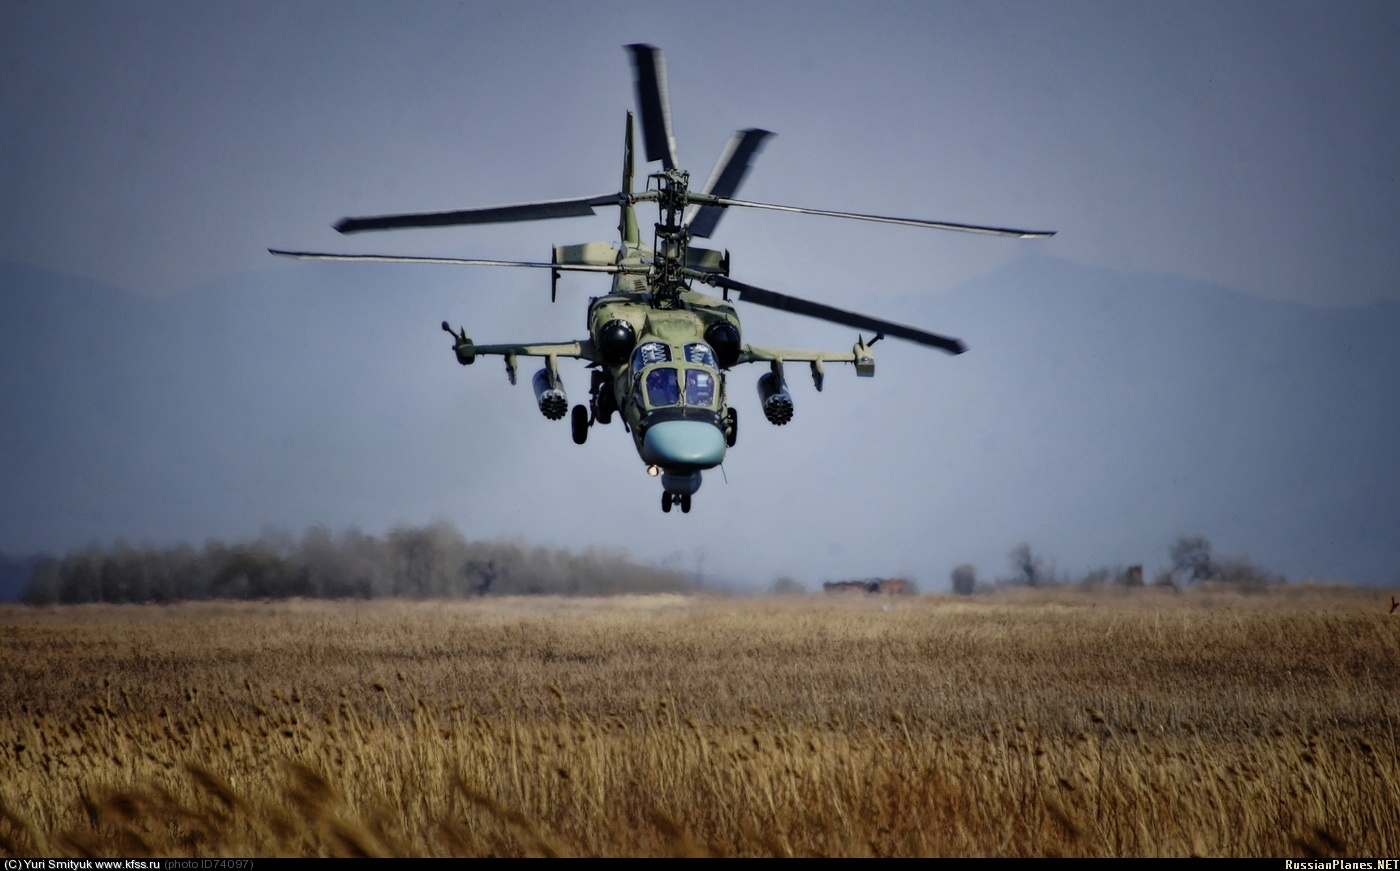 (C) Yuri Smityuk www.kfss.ru (photo ID74097)
RussianPlanes.NET